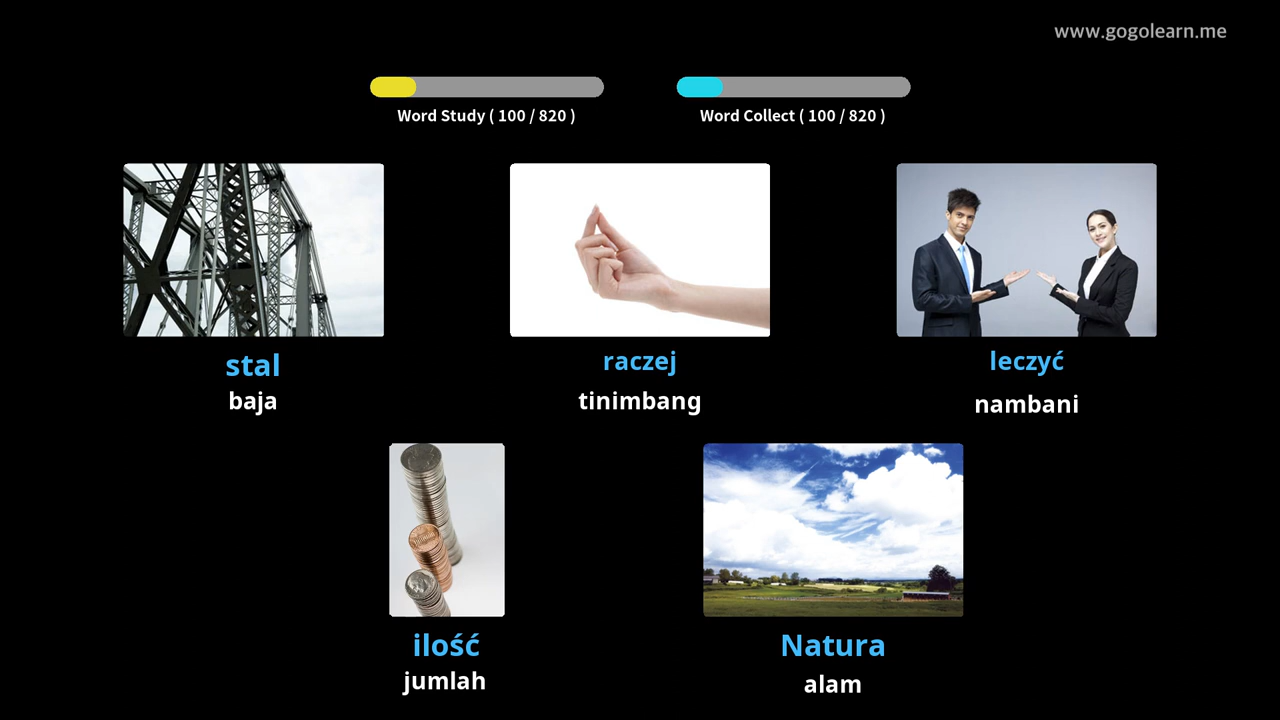 www.gogolearn.me
Word Study ( 100 / 820 )
Word Collect ( 100 / 820 )
stal
baja
raczej
tinimbang
leczyć
nambani
ilość
jumlah
Natura
alam